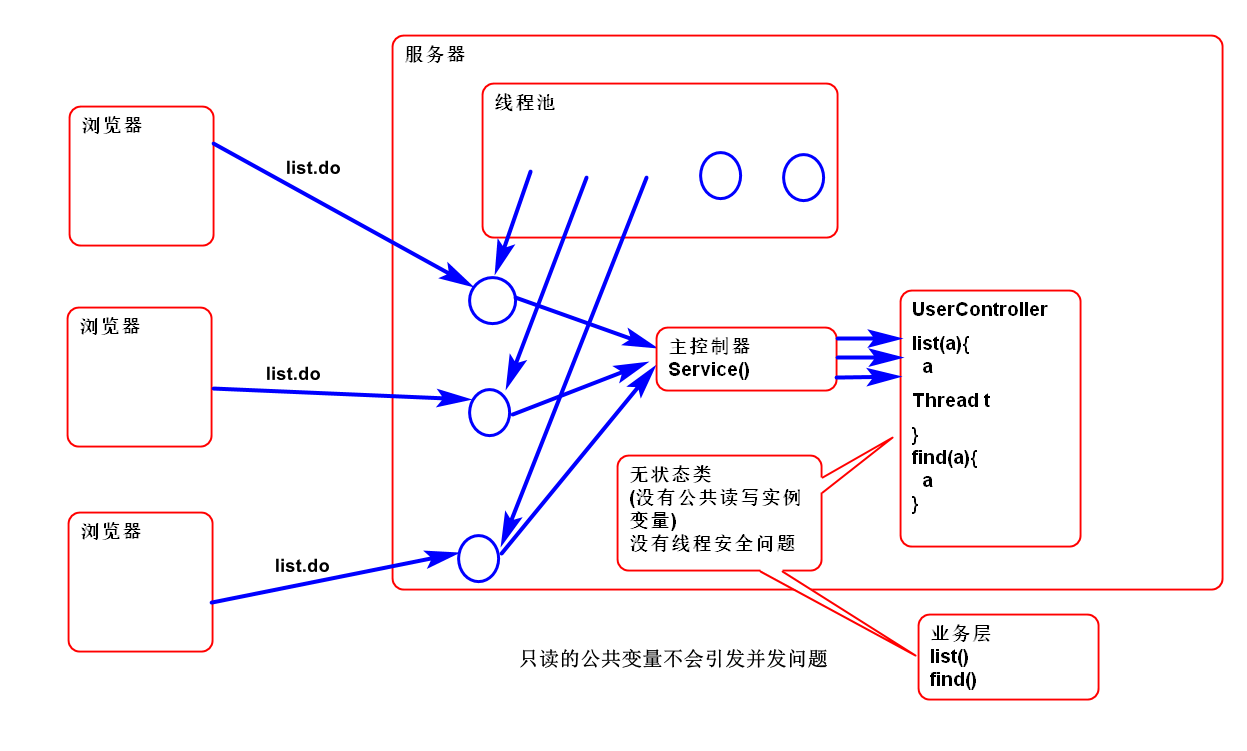 服务器
线程池
浏览器
list.do
浏览器
list.do
浏览器
list.do
主控制器
Service()
UserController
list(a){
a
Thread t
}
find(a){
a
}
无状态类
(没有公共读写实例
变量)
没有线程安全问题
业务层
list()
find()
只读的公共变量不会引发并发问题